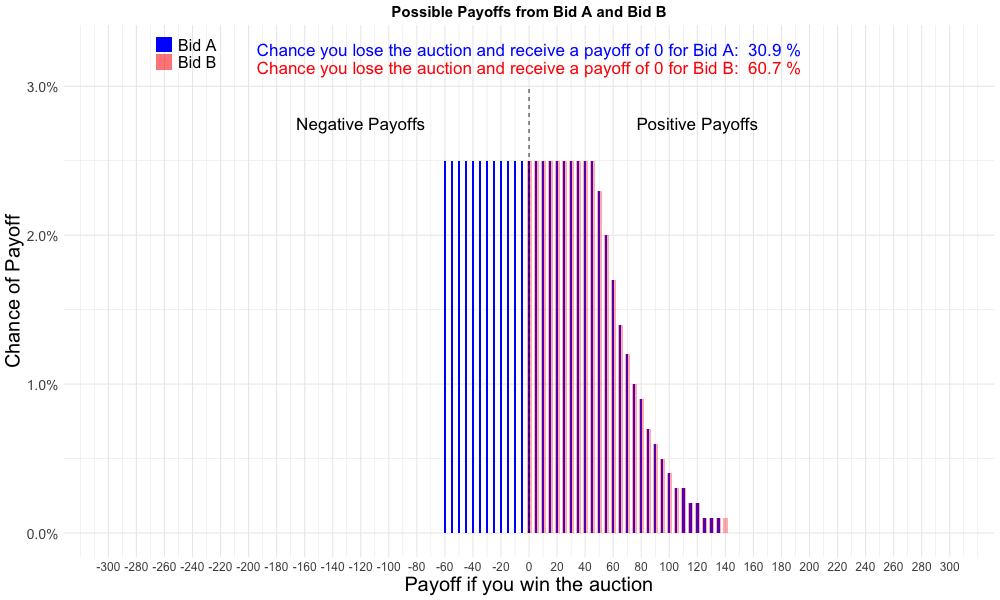 Possible Payoffs from Bid A and Bid B
Bid A
Bid B
Chance you lose the auction and receive a payoff of 0 for Bid A:  30.9 %
Chance you lose the auction and receive a payoff of 0 for Bid B:  60.7 %
3.0%
Negative Payoffs
Positive Payoffs
2.0%
Chance of Payoff
1.0%
0.0%
-300 -280 -260 -240 -220 -200 -180 -160 -140 -120 -100 -80 -60 -40 -20 0 20 40 60 80 100 120 140 160 180 200 220 240 260 280 300
Payoff if you win the auction